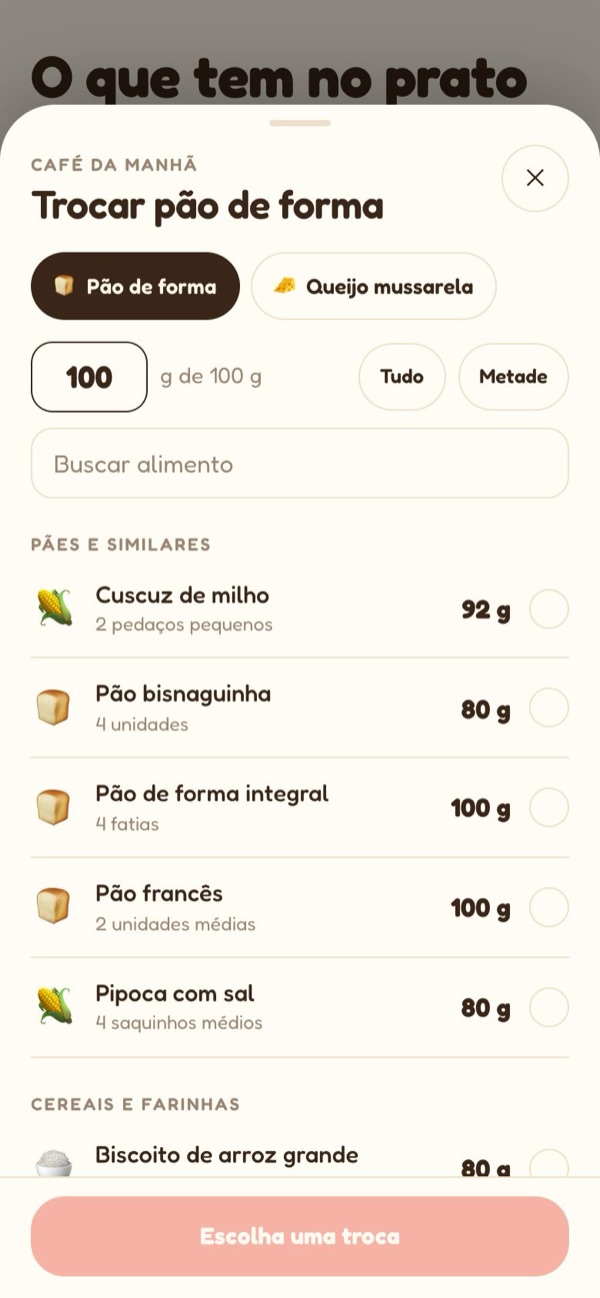 O que tem no prato
CAFÉ DA MANHÃ
Trocar pão de forma
Pão de forma
Queijo mussarela
100 g de 100 g
Tudo
Metade
Buscar alimento
PÃES E SIMILARES
Cuscuz de milho
92 g
2 pedaços pequenos
Pão bisnaguinha
80 g
4 unidades
Pão de forma integral
100 g
4 fatias
Pão francês
100 g
2 unidades médias
Pipoca com sal
80 g
4 saquinhos médios
CEREAIS E FARINHAS
Biscoito de arroz grande
80 g
Escolha uma troca